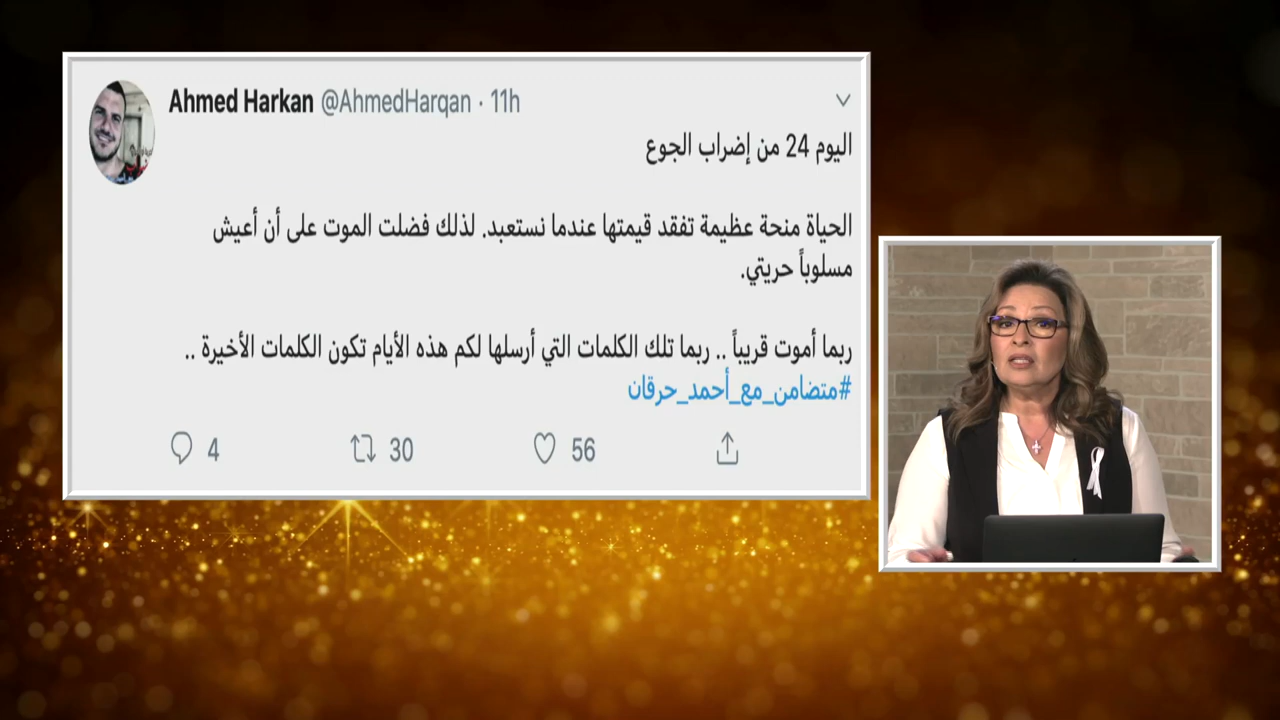 Ahmed Harkan @AhmedHarqan · 11h
اليوم 24 من إضراب الجوع
الحياة منحة عظيمة تفقد قيمتها عندما نستعبد. لذلك فضلت الموت على أن أعيش
مسلوباً حريتي.
ربما أموت قريباً .. ربما تلك الكلمات التي أرسلها لكم هذه الأيام تكون الكلمات الأخيرة ..
#متضامن_مع_أحمد_حرقان
4 30 56